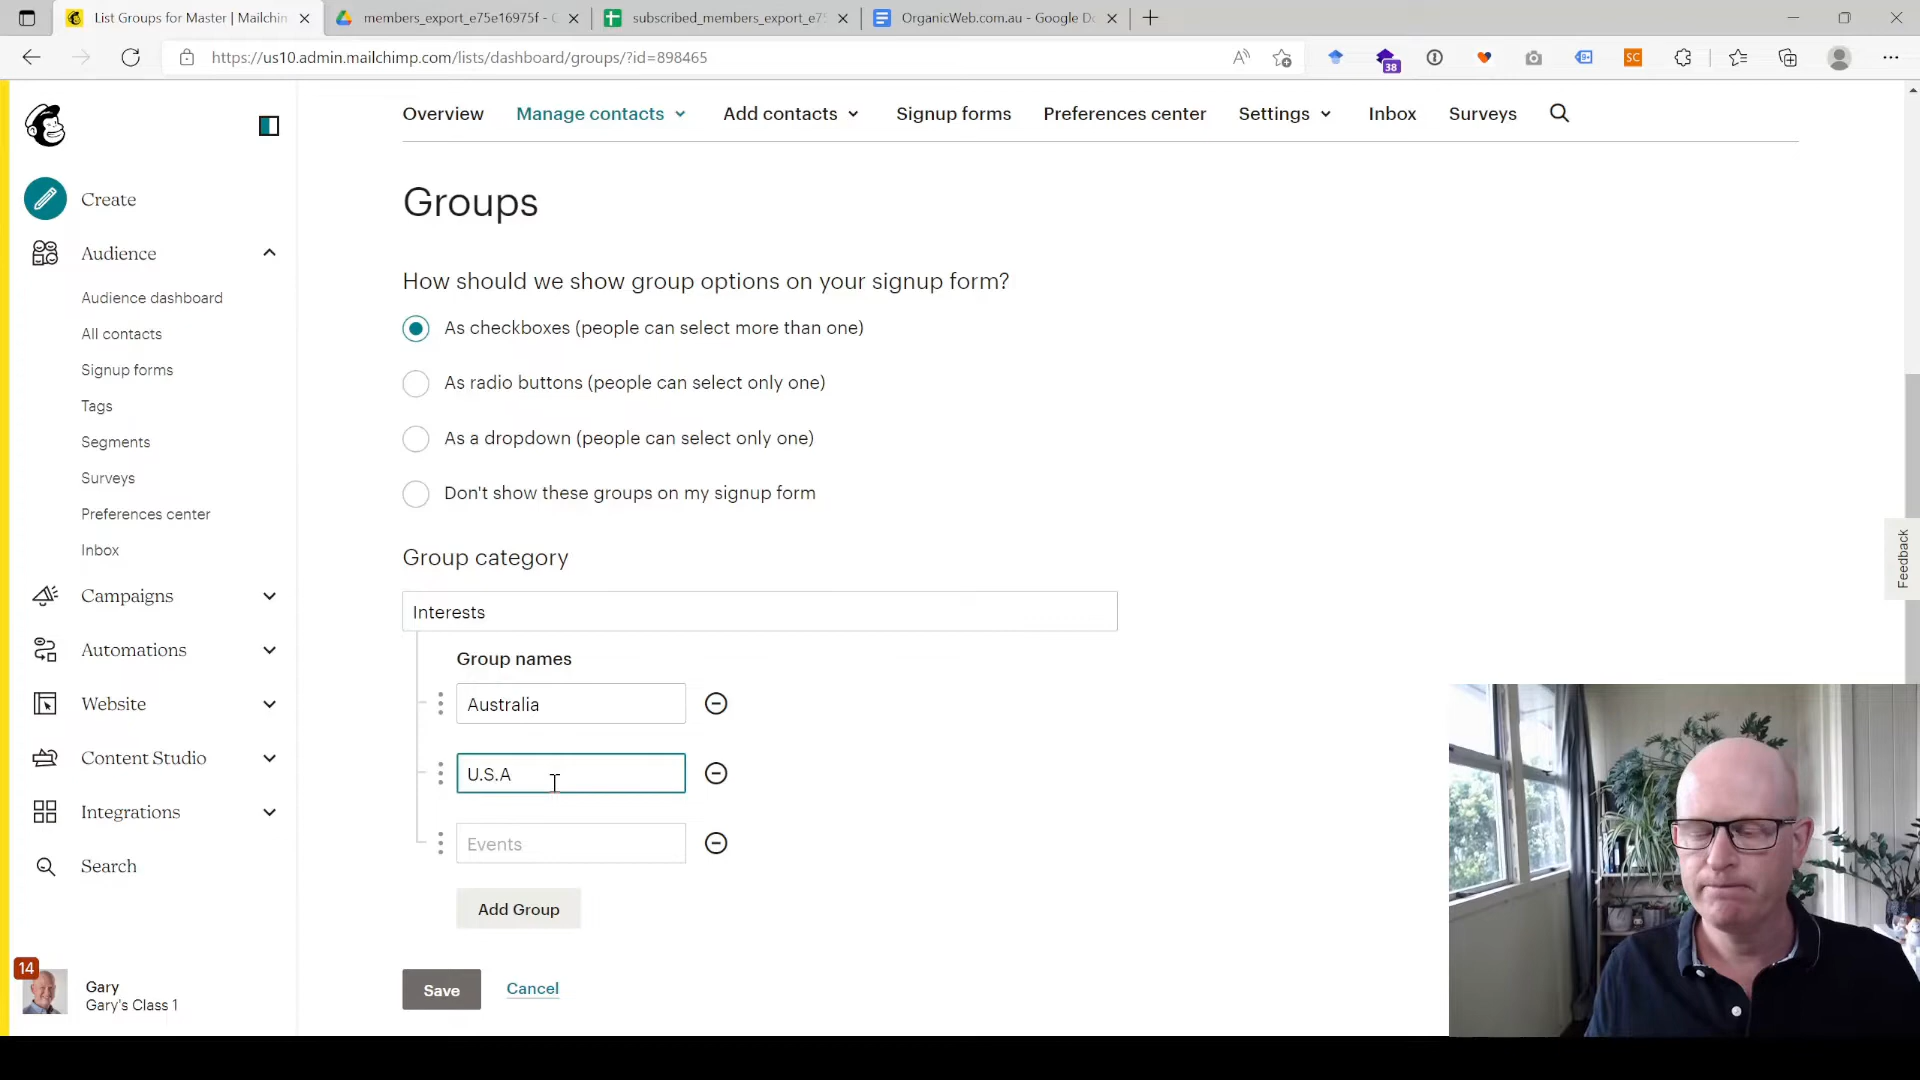 List Groups for Master | Mailchim
members_export_e75e16975f - G
subscribed_members_export_e75
OrganicWeb.com.au - Google Do
https://us10.admin.mailchimp.com/lists/dashboard/groups/?id=898465
38
SC
Overview
Manage contacts
Add contacts
Signup forms
Preferences center
Settings
Inbox
Surveys
Create
Audience
Audience dashboard
All contacts
Signup forms
Tags
Segments
Surveys
Preferences center
Inbox
Campaigns
Automations
Website
Content Studio
Integrations
Search
14
Gary
Gary's Class 1
Groups
How should we show group options on your signup form?
As checkboxes (people can select more than one)
As radio buttons (people can select only one)
As a dropdown (people can select only one)
Don't show these groups on my signup form
Group category
Interests
Group names
Australia
U.S.A
Events
Add Group
Save
Cancel
Feedback